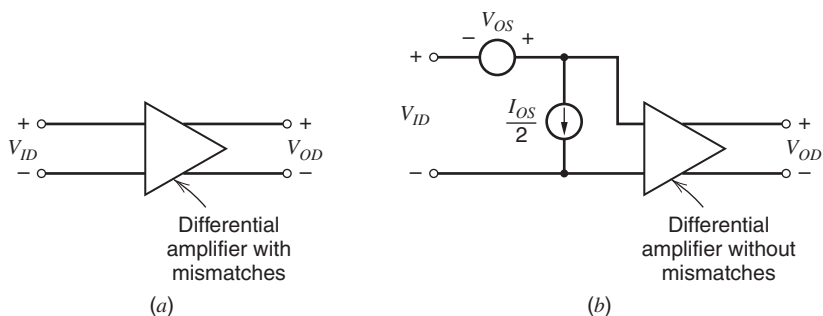 +
V_ID
−
+
V_OD
−
Differential
amplifier with
mismatches
(a)
V_OS
− +
+
V_ID
−
I_OS
2
+
V_OD
−
Differential
amplifier without
mismatches
(b)